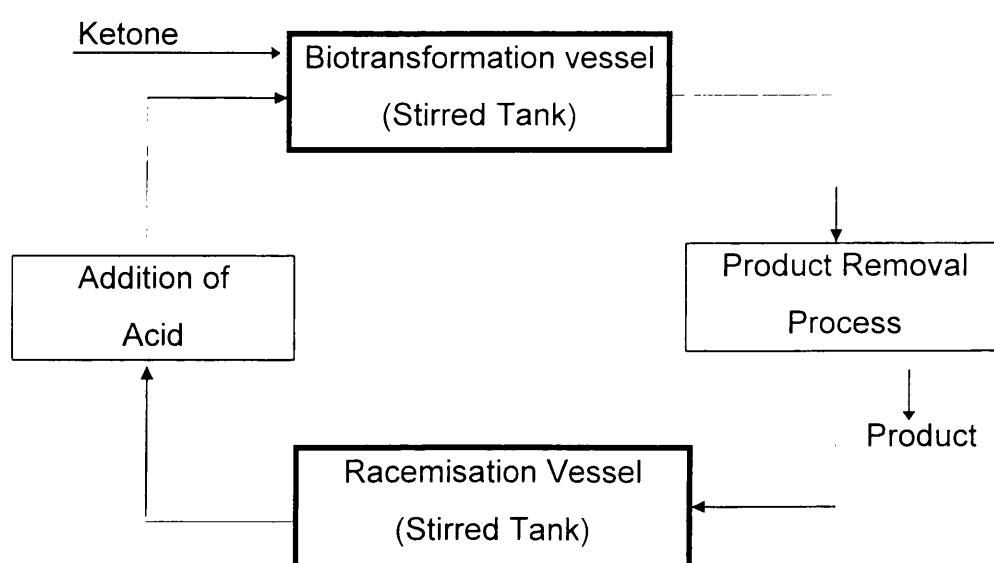 Ketone
Biotransformation vessel
(Stirred Tank)
Addition of
Acid
Product Removal
Process
Product
Racemisation Vessel
(Stirred Tank)